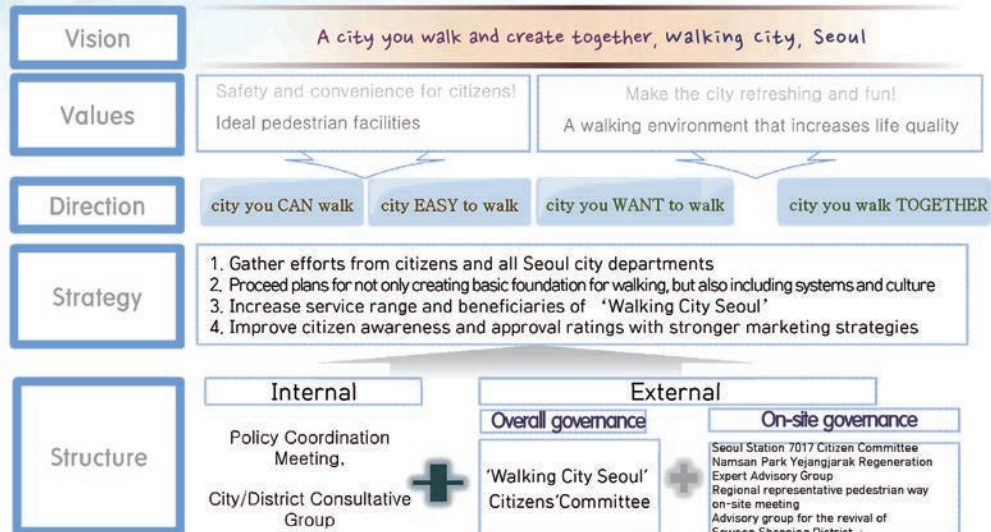 Vision
A city you walk and create together, walking city, Seoul
Values
Safety and convenience for citizens!
Ideal pedestrian facilities
Make the city refreshing and fun!
A walking environment that increases life quality
Direction
city you CAN walk
city EASY to walk
city you WANT to walk
city you walk TOGETHER
Strategy
1. Gather efforts from citizens and all Seoul city departments
2. Proceed plans for not only creating basic foundation for walking, but also including systems and culture
3. Increase service range and beneficiaries of 'Walking City Seoul'
4. Improve citizen awareness and approval ratings with stronger marketing strategies
Structure
Internal
Policy Coordination
Meeting,
City/District Consultative
Group
External
Overall governance
'Walking City Seoul'
Citizens'Committee
On-site governance
Seoul Station 7017 Citizen Committee
Namsan Park Yejangjarak Regeneration
Expert Advisory Group
Regional representative pedestrian way
on-site meeting
Advisory group for the revival of
Shopping District